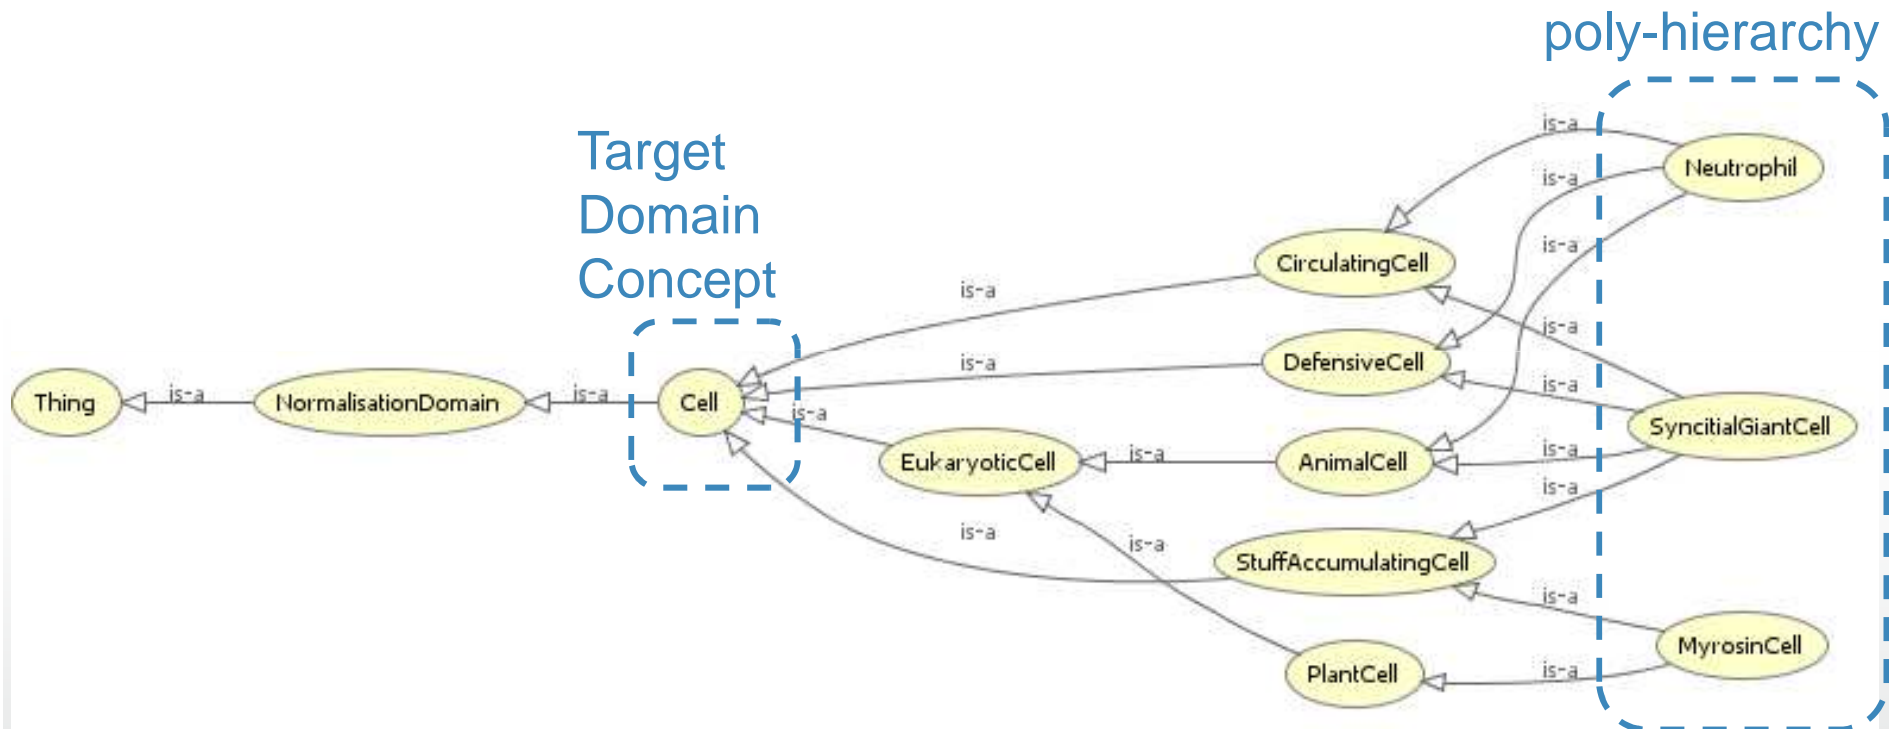 poly-hierarchy
Target
Domain
Concept
Thing
is-a
NormalisationDomain
is-a
Cell
is-a
is-a
is-a
is-a
EukaryoticCell
is-a
is-a
CirculatingCell
DefensiveCell
AnimalCell
StuffAccumulatingCell
PlantCell
is-a
is-a
is-a
is-a
is-a
is-a
is-a
is-a
is-a
Neutrophil
SyncitialGiantCell
MyrosinCell